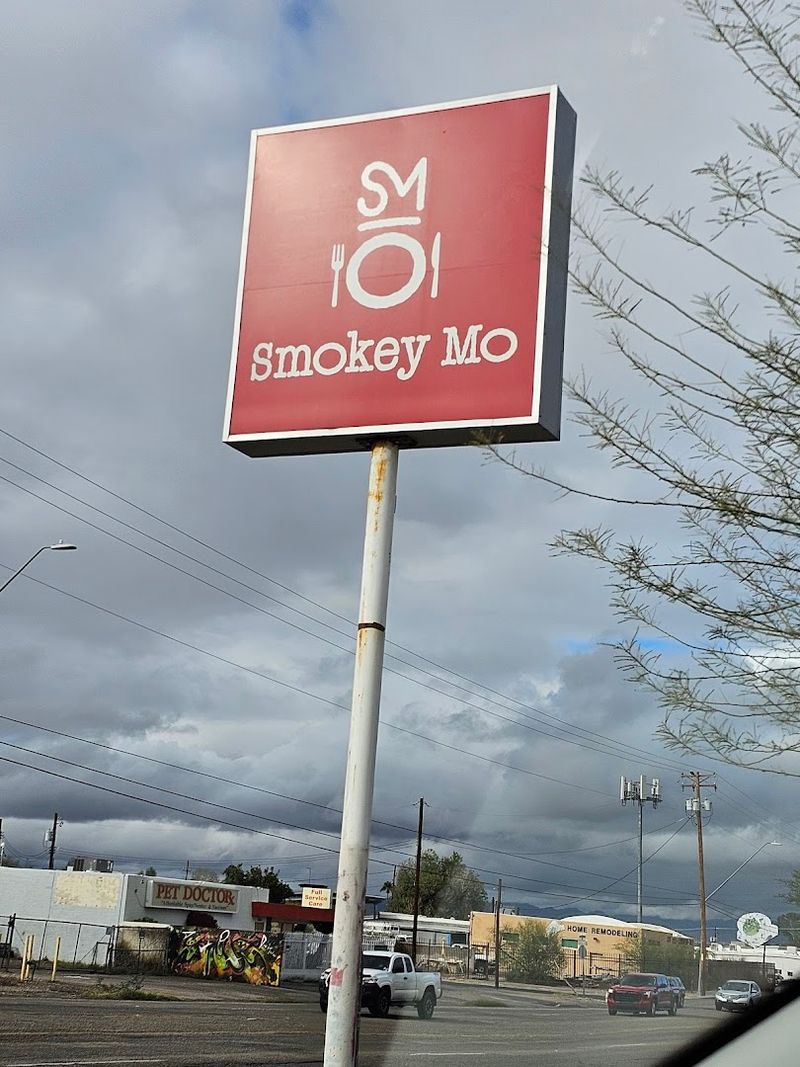 SM
Smokey Mo
PET DOCTOR
Full
Service
Care
HOME REMODELING